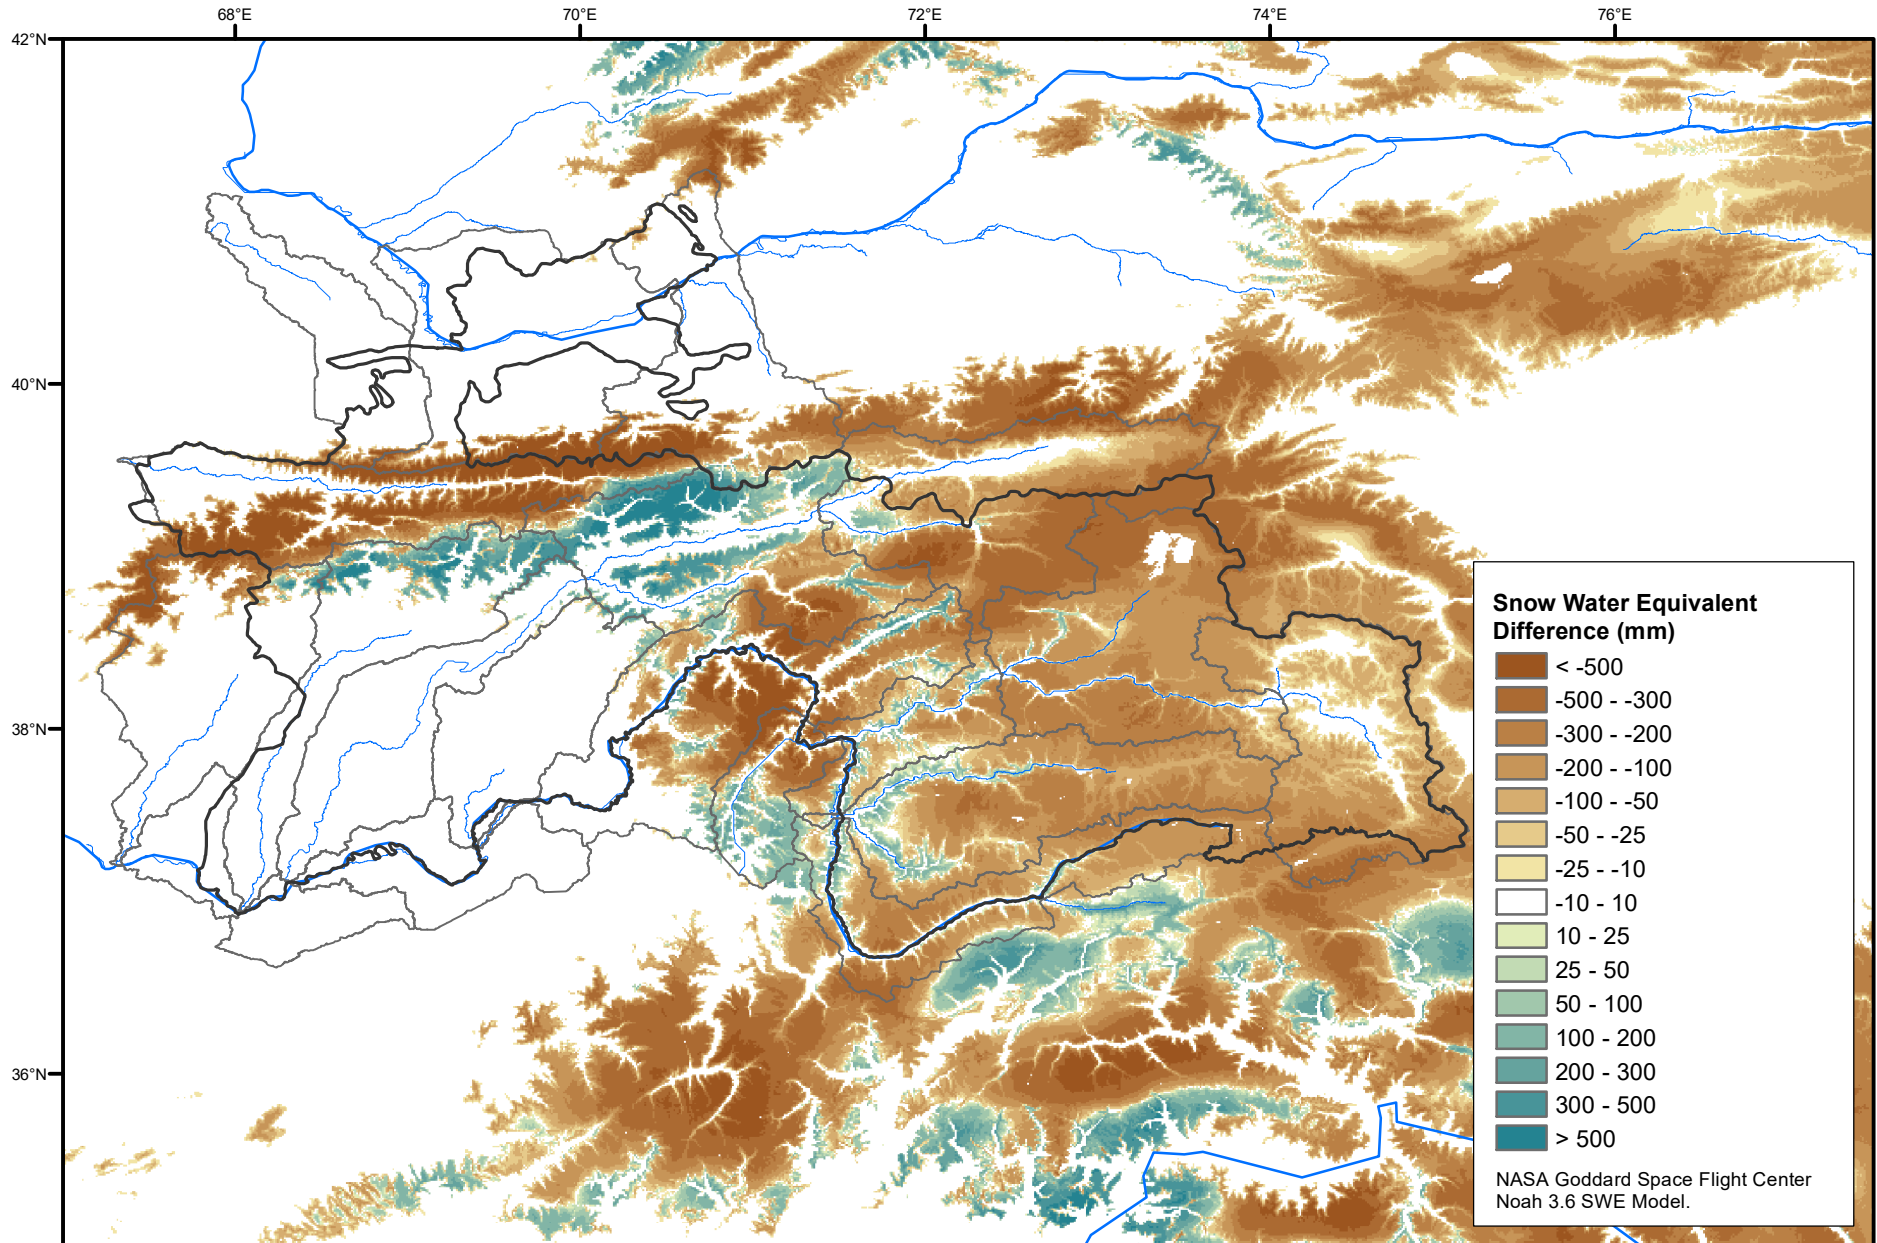 68°E
70°E
72°E
74°E
76°E
42°N
40°N
38°N
36°N
Snow Water Equivalent
Difference (mm)
< -500
-500 - -300
-300 - -200
-200 - -100
-100 - -50
-50 - -25
-25 - -10
-10 - 10
10 - 25
25 - 50
50 - 100
100 - 200
200 - 300
300 - 500
> 500
NASA Goddard Space Flight Center
Noah 3.6 SWE Model.